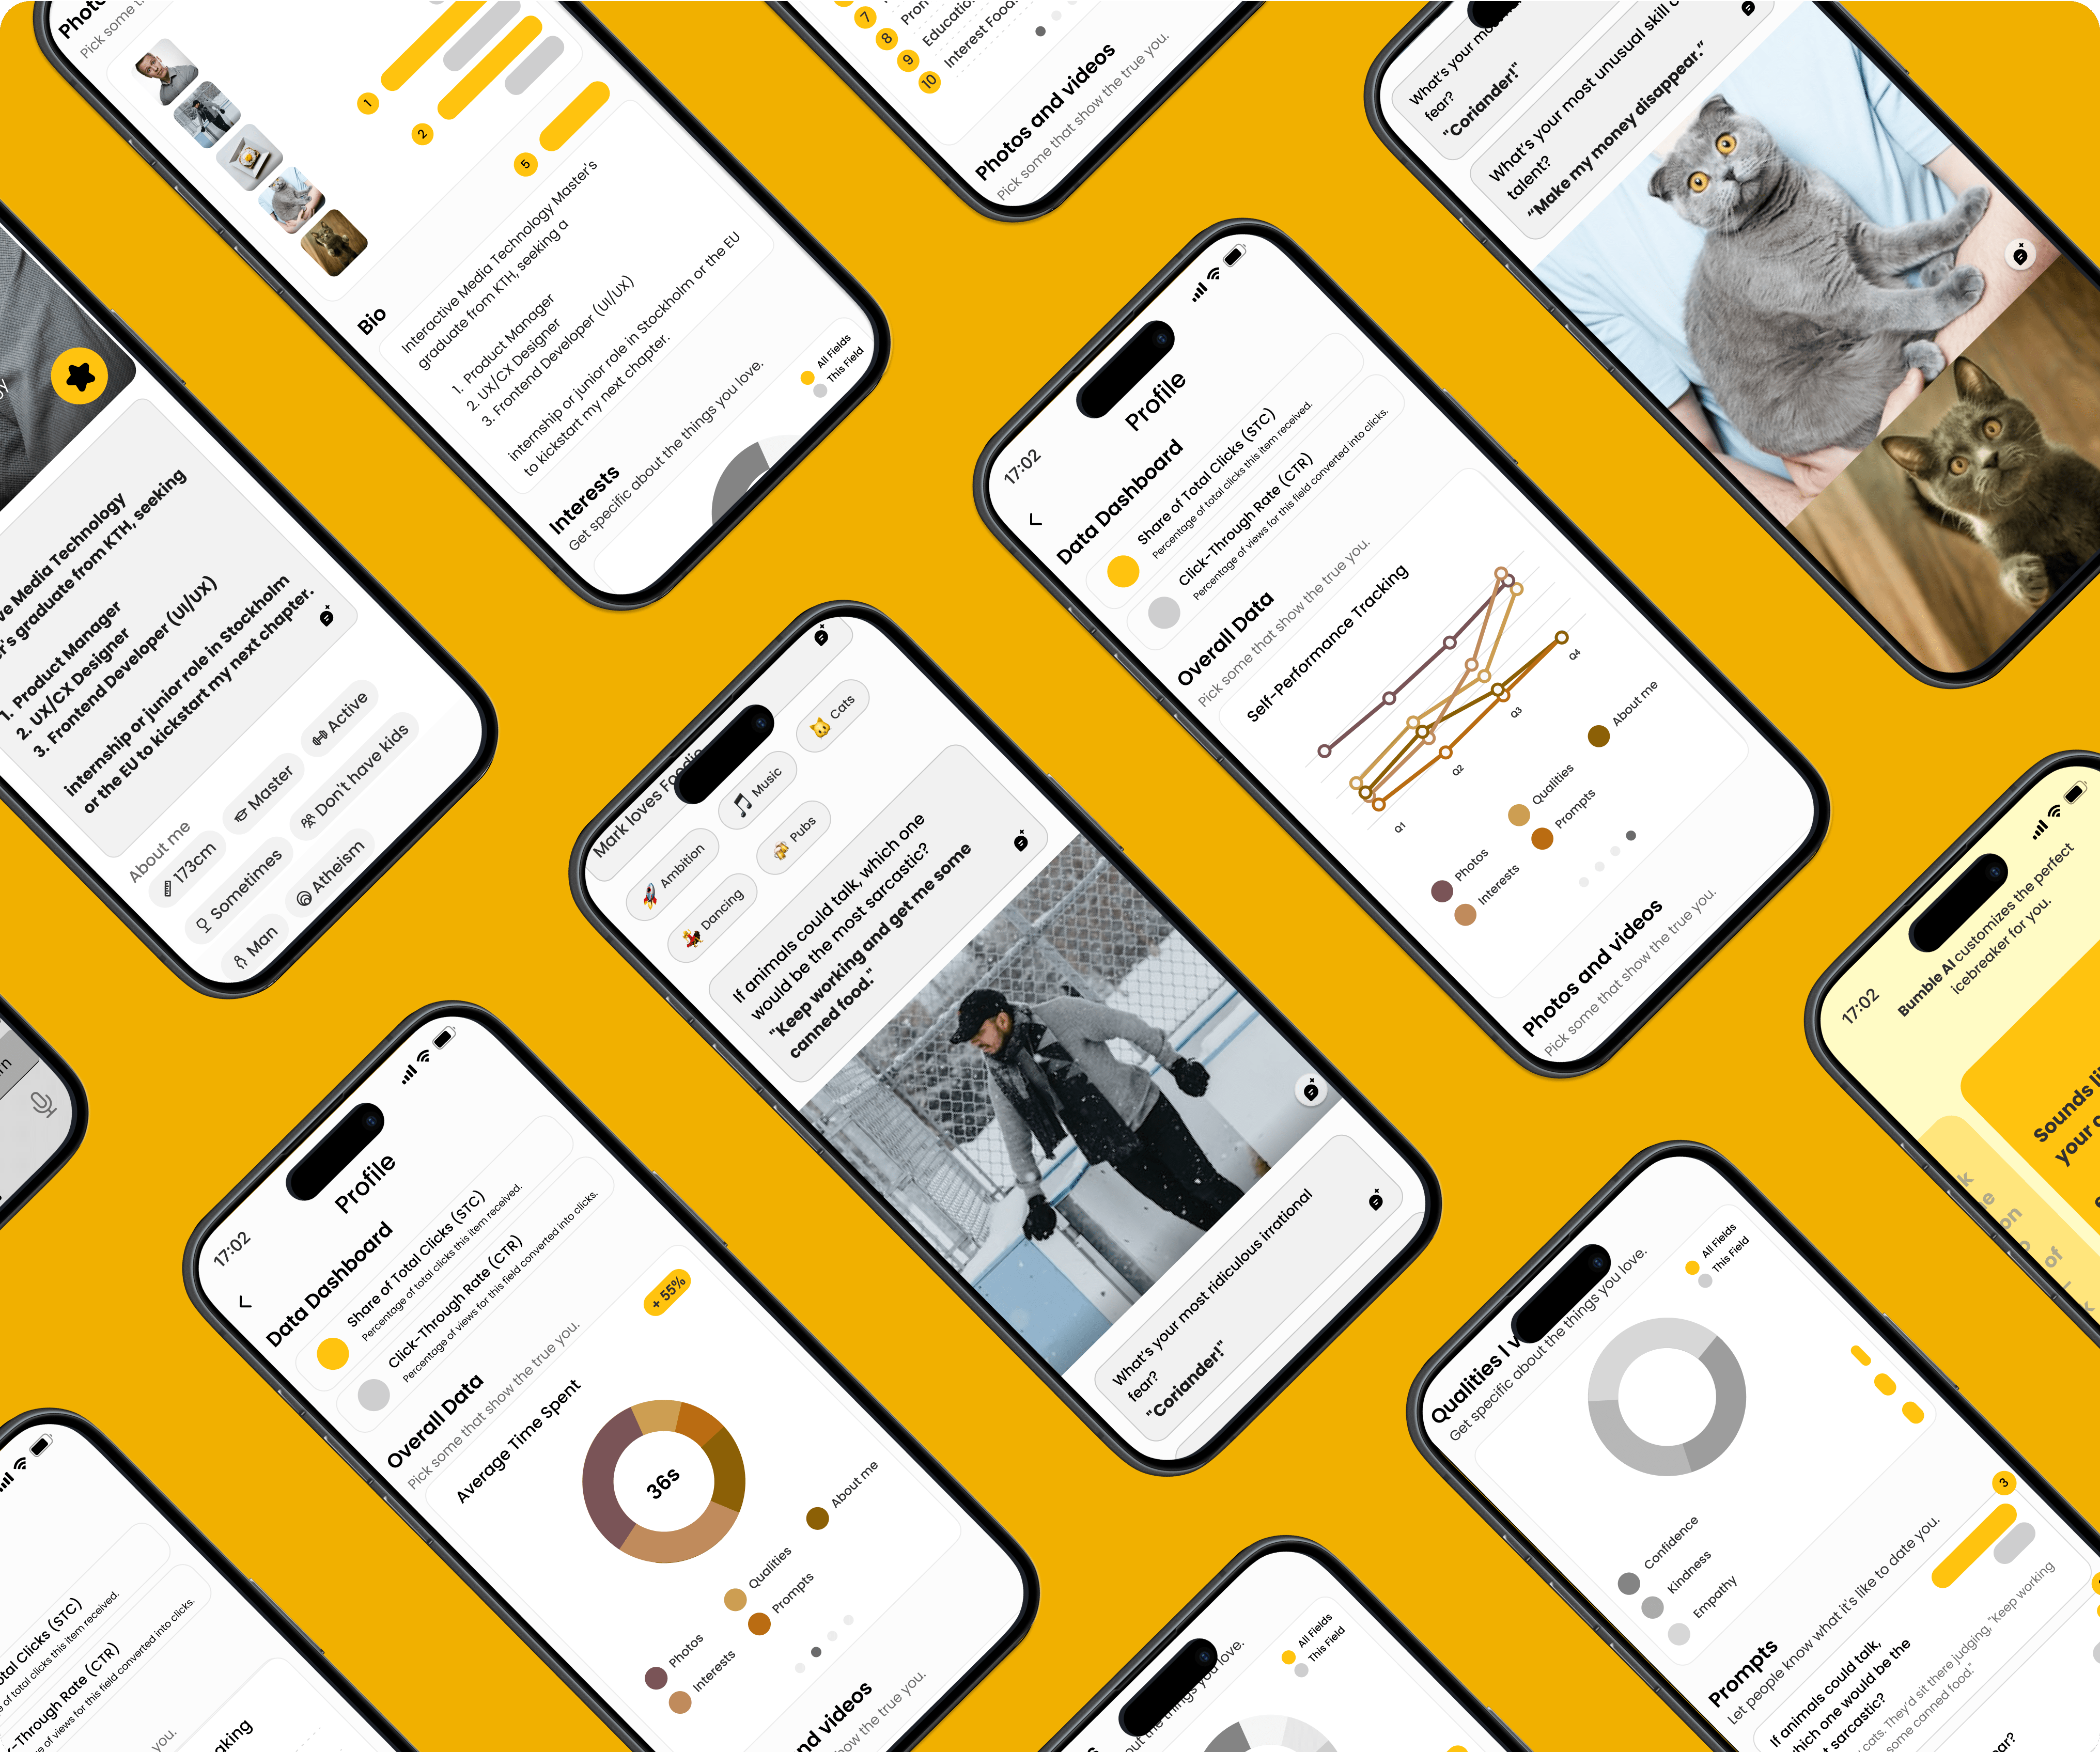 Pick some
1
2
5
Bio
Interactive Media Technology Master's
graduate from KTH, seeking a
1. Product Manager
2. UX/CX Designer
3. Frontend Developer (UI/UX)
internship or junior role in Stockholm or the EU
to kickstart my next chapter.
Interests
Get specific about the things you love.
All Fields
This Field
7
8
9
10
Education
Interest
Photos and videos
Pick some that show the true you.
What's your
fear?
"Coriander!"
What's your most unusual skill
talent?
"Make my money disappear."
Media Technology
graduate from KTH, seeking
1. Product Manager
2. UX/CX Designer
3. Frontend Developer (UI/UX)
internship or junior role in Stockholm
or the EU to kickstart my next chapter.
About me
173cm
Master
Active
Sometimes
Don't have kids
Man
Atheism
17:02
Profile
Data Dashboard
Share of Total Clicks (STC)
Percentage of total clicks this item received.
Click-Through Rate (CTR)
Percentage of views for this field converted into clicks.
Overall Data
Pick some that show the true you.
Self-Performance Tracking
Q1
Q2
Q3
Q4
Photos
Qualities
About me
Interests
Prompts
Photos and videos
Pick some that show the true you.
Mark loves
Ambition
Music
Cats
Dancing
Pubs
If animals could talk, which one
would be the most sarcastic?
"Keep working and get me some
canned food."
What's your most ridiculous irrational
fear?
"Coriander!"
17:02
Bumble AI customizes the perfect
icebreaker for you.
Sounds
your
of
17:02
Profile
Data Dashboard
Share of Total Clicks (STC)
Percentage of total clicks this item received.
Click-Through Rate (CTR)
Percentage of views for this field converted into clicks.
Overall Data
Pick some that show the true you.
+ 55%
Average Time Spent
36s
Photos
Qualities
About me
Interests
Prompts
and videos
show the true you.
Qualities I
Get specific about the things you love.
All Fields
This Field
Confidence
Kindness
Empathy
Prompts
Let people know what it's like to date you.
3
If animals could talk,
which one would be the
most sarcastic?
cats. They'd sit there judging, "Keep working
some canned food."
Total Clicks (STC)
of total clicks this item received.
Click-Through Rate (CTR)
of views for this field converted into clicks.
you.
the things you love.
All Fields
This Field